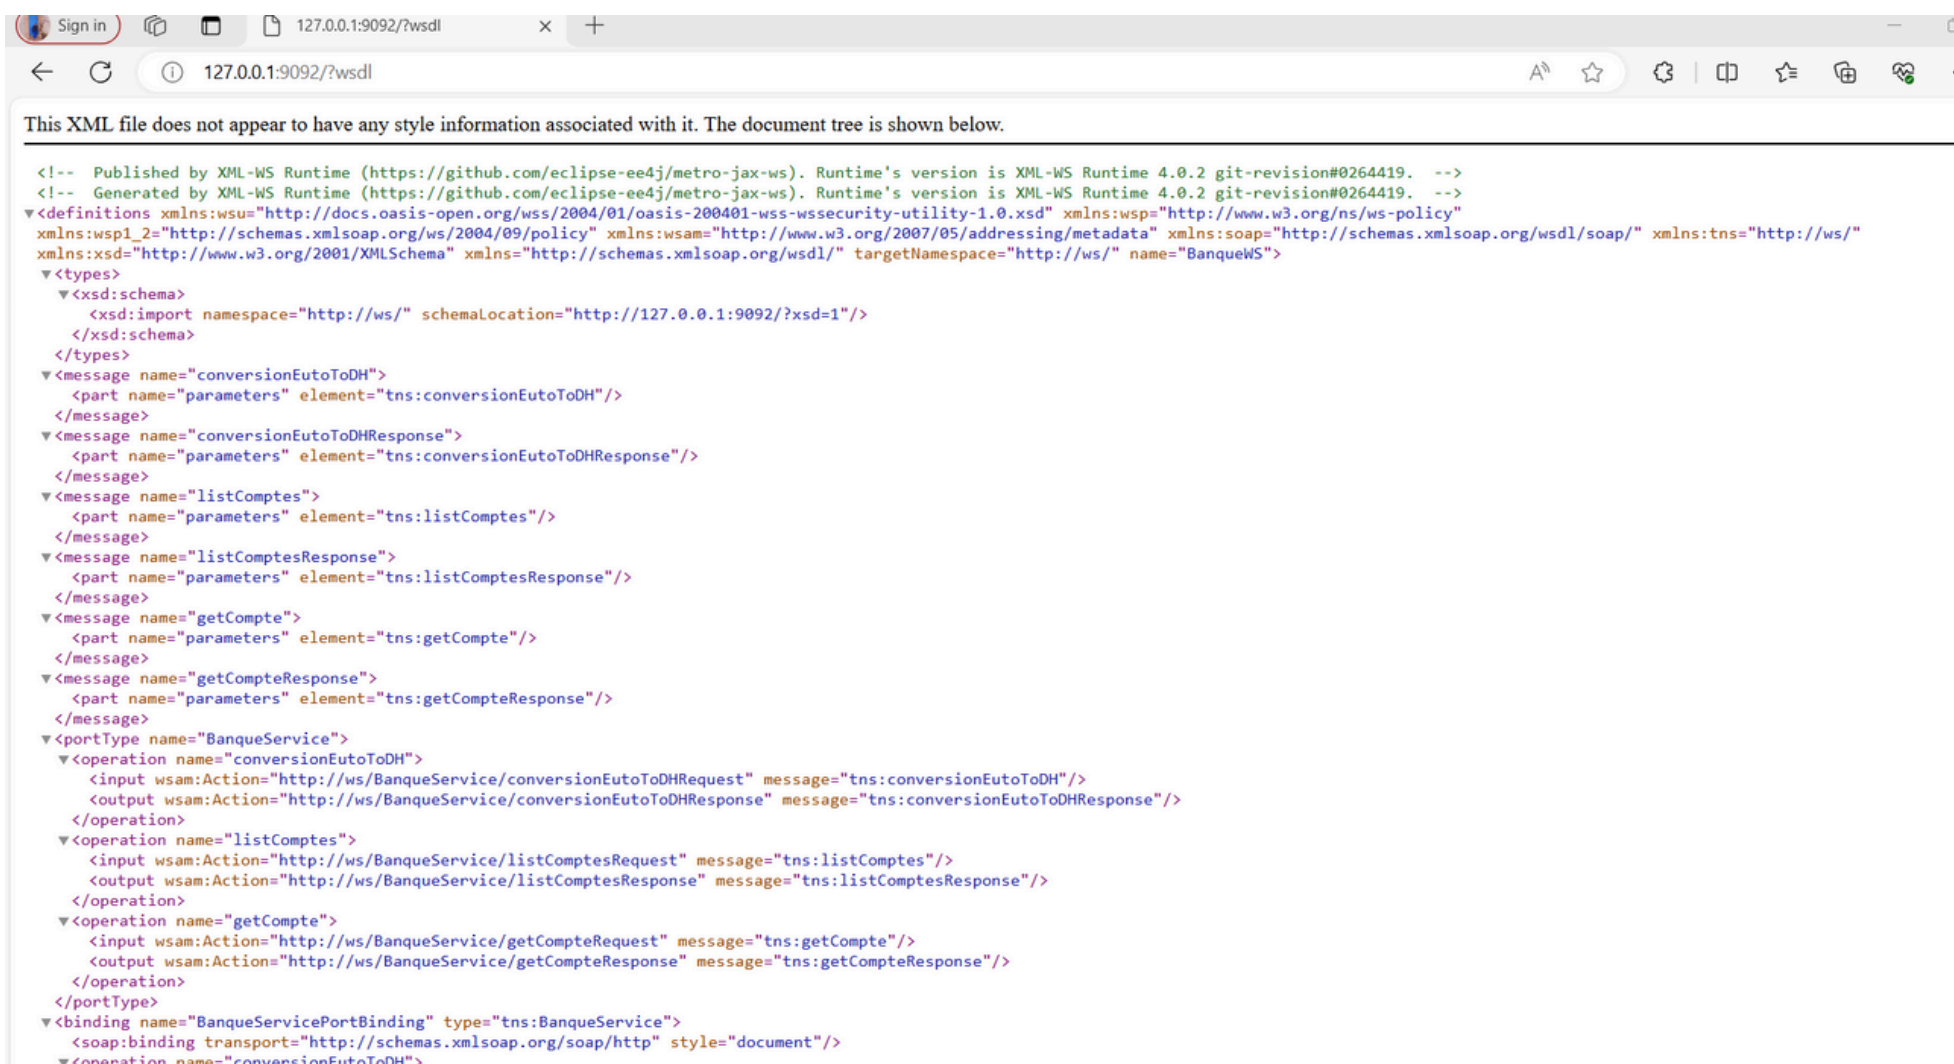 Sign in
127.0.0.1:9092/?wsdl
127.0.0.1:9092/?wsdl
This XML file does not appear to have any style information associated with it. The document tree is shown below.
<!--  Published by XML-WS Runtime (https://github.com/eclipse-ee4j/metro-jax-ws). Runtime's version is XML-WS Runtime 4.0.2 git-revision#0264419.  -->
<!--  Generated by XML-WS Runtime (https://github.com/eclipse-ee4j/metro-jax-ws). Runtime's version is XML-WS Runtime 4.0.2 git-revision#0264419.  -->
▼<definitions xmlns:wsu="http://docs.oasis-open.org/wss/2004/01/oasis-200401-wss-wssecurity-utility-1.0.xsd" xmlns:wsp="http://www.w3.org/ns/ws-policy"
xmlns:wsp1_2="http://schemas.xmlsoap.org/ws/2004/09/policy" xmlns:wsam="http://www.w3.org/2007/05/addressing/metadata" xmlns:soap="http://schemas.xmlsoap.org/wsdl/soap/" xmlns:tns="http://ws/"
xmlns:xsd="http://www.w3.org/2001/XMLSchema" xmlns="http://schemas.xmlsoap.org/wsdl/" targetNamespace="http://ws/" name="BanqueWS">
▼<types>
▼<xsd:schema>
<xsd:import namespace="http://ws/" schemaLocation="http://127.0.0.1:9092/?xsd=1"/>
</xsd:schema>
</types>
▼<message name="conversionEutoToDH">
<part name="parameters" element="tns:conversionEutoToDH"/>
</message>
▼<message name="conversionEutoToDHResponse">
<part name="parameters" element="tns:conversionEutoToDHResponse"/>
</message>
▼<message name="listComptes">
<part name="parameters" element="tns:listComptes"/>
</message>
▼<message name="listComptesResponse">
<part name="parameters" element="tns:listComptesResponse"/>
</message>
▼<message name="getCompte">
<part name="parameters" element="tns:getCompte"/>
</message>
▼<message name="getCompteResponse">
<part name="parameters" element="tns:getCompteResponse"/>
</message>
▼<portType name="BanqueService">
▼<operation name="conversionEutoToDH">
<input wsam:Action="http://ws/BanqueService/conversionEutoToDHRequest" message="tns:conversionEutoToDH"/>
<output wsam:Action="http://ws/BanqueService/conversionEutoToDHResponse" message="tns:conversionEutoToDHResponse"/>
</operation>
▼<operation name="listComptes">
<input wsam:Action="http://ws/BanqueService/listComptesRequest" message="tns:listComptes"/>
<output wsam:Action="http://ws/BanqueService/listComptesResponse" message="tns:listComptesResponse"/>
</operation>
▼<operation name="getCompte">
<input wsam:Action="http://ws/BanqueService/getCompteRequest" message="tns:getCompte"/>
<output wsam:Action="http://ws/BanqueService/getCompteResponse" message="tns:getCompteResponse"/>
</operation>
</portType>
▼<binding name="BanqueServicePortBinding" type="tns:BanqueService">
<soap:binding transport="http://schemas.xmlsoap.org/soap/http" style="document"/>
▼<operation name="conversionEutoToDH">